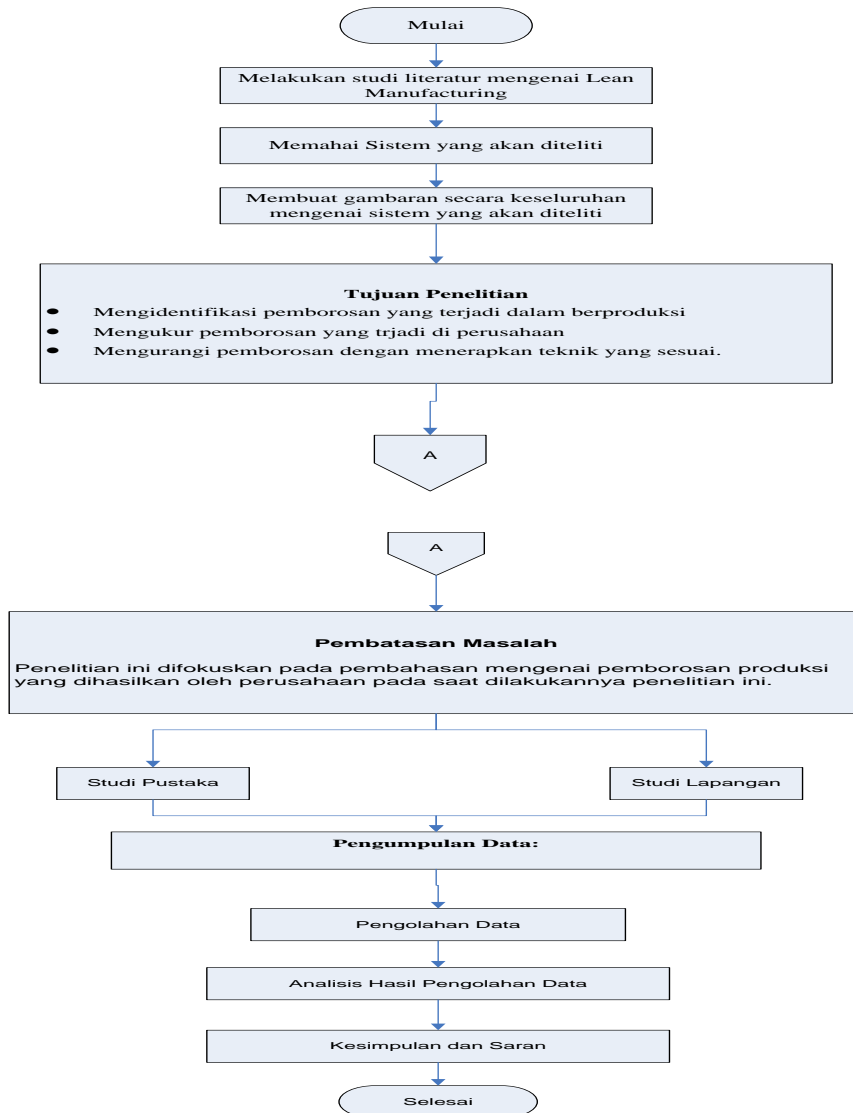 Mulai
Melakukan studi literatur mengenai Lean
Manufacturing
Memahai Sistem yang akan diteliti
Membuat gambaran secara keseluruhan
mengenai sistem yang akan diteliti
Tujuan Penelitian
● Mengidentifikasi pemborosan yang terjadi dalam berproduksi
● Mengukur pemborosan yang trjadi di perusahaan
● Mengurangi pemborosan dengan menerapkan teknik yang sesuai.
A
A
Pembatasan Masalah
Penelitian ini difokuskan pada pembahasan mengenai pemborosan produksi
yang dihasilkan oleh perusahaan pada saat dilakukannya penelitian ini.
Studi Pustaka
Studi Lapangan
Pengumpulan Data:
Pengolahan Data
Analisis Hasil Pengolahan Data
Kesimpulan dan Saran
Selesai